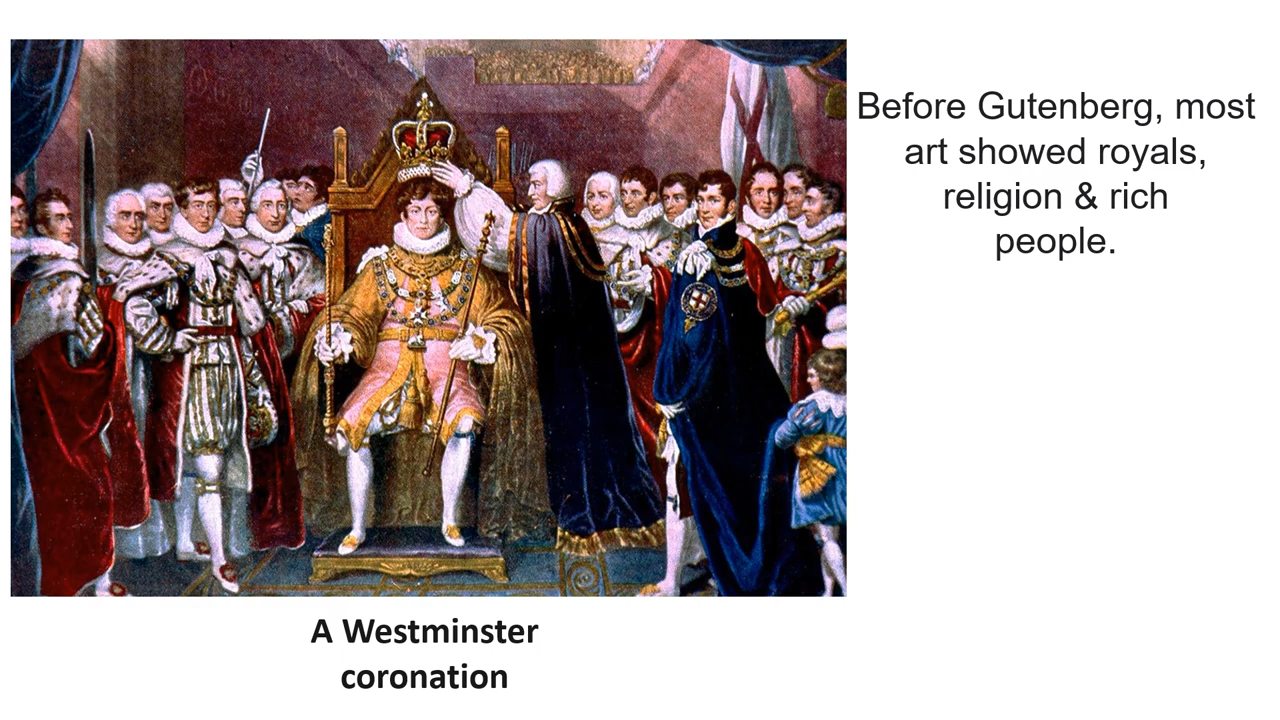 Before Gutenberg, most
art showed royals,
religion & rich
people.
A Westminster
coronation